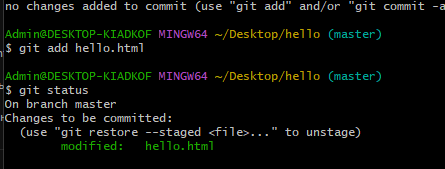 no changes added to commit (use "git add" and/or "git commit -a
Admin@DESKTOP-KIADKOF MINGW64 ~/Desktop/hello (master)
$ git add hello.html
Admin@DESKTOP-KIADKOF MINGW64 ~/Desktop/hello (master)
$ git status
On branch master
Changes to be committed:
  (use "git restore --staged <file>..." to unstage)
        modified:   hello.html